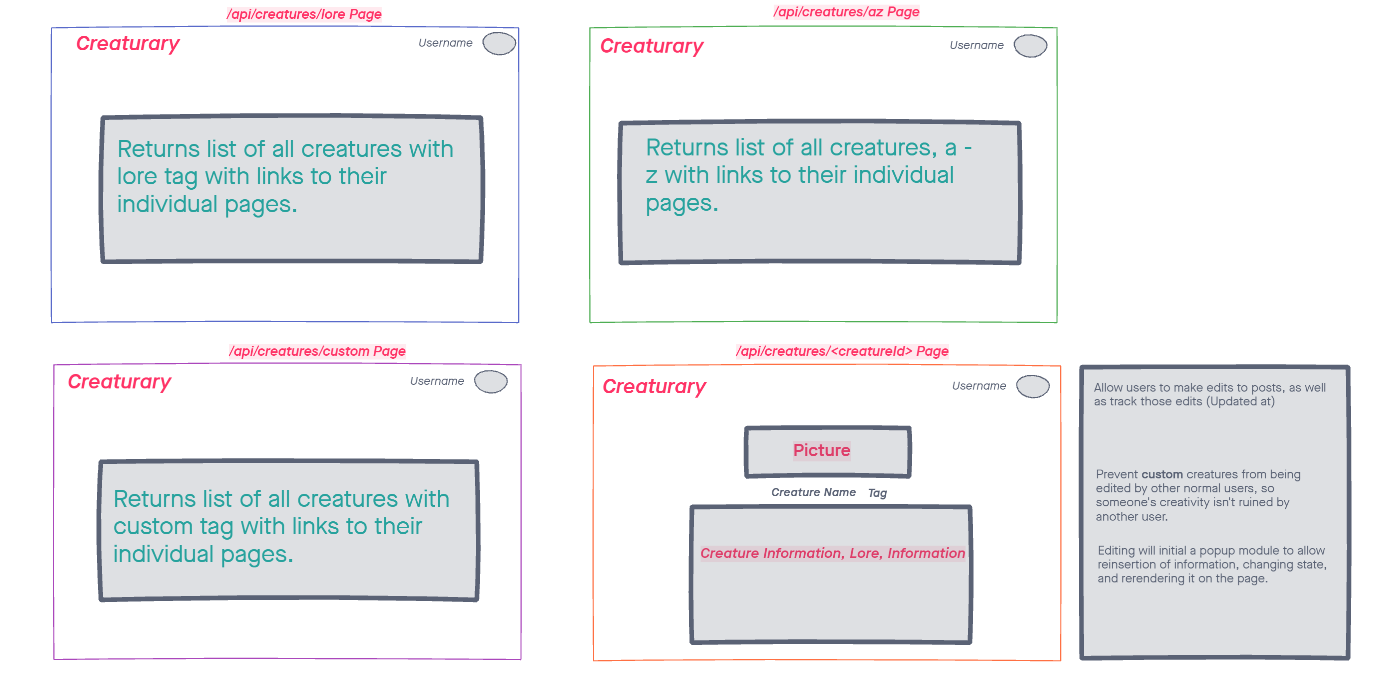 /api/creatures/lore Page
Creaturary
Username
Returns list of all creatures with
lore tag with links to their
individual pages.
/api/creatures/az Page
Creaturary
Username
Returns list of all creatures, a -
z with links to their individual
pages.
/api/creatures/custom Page
Creaturary
Username
Returns list of all creatures with
custom tag with links to their
individual pages.
/api/creatures/<creatureId> Page
Creaturary
Username
Picture
Creature Name Tag
Creature Information, Lore, Information
Allow users to make edits to posts, as well
as track those edits (Updated at)
Prevent custom creatures from being
edited by other normal users, so
someone's creativity isn't ruined by
another user.
Editing will initial a popup module to allow
reinsertion of information, changing state,
and rerendering it on the page.